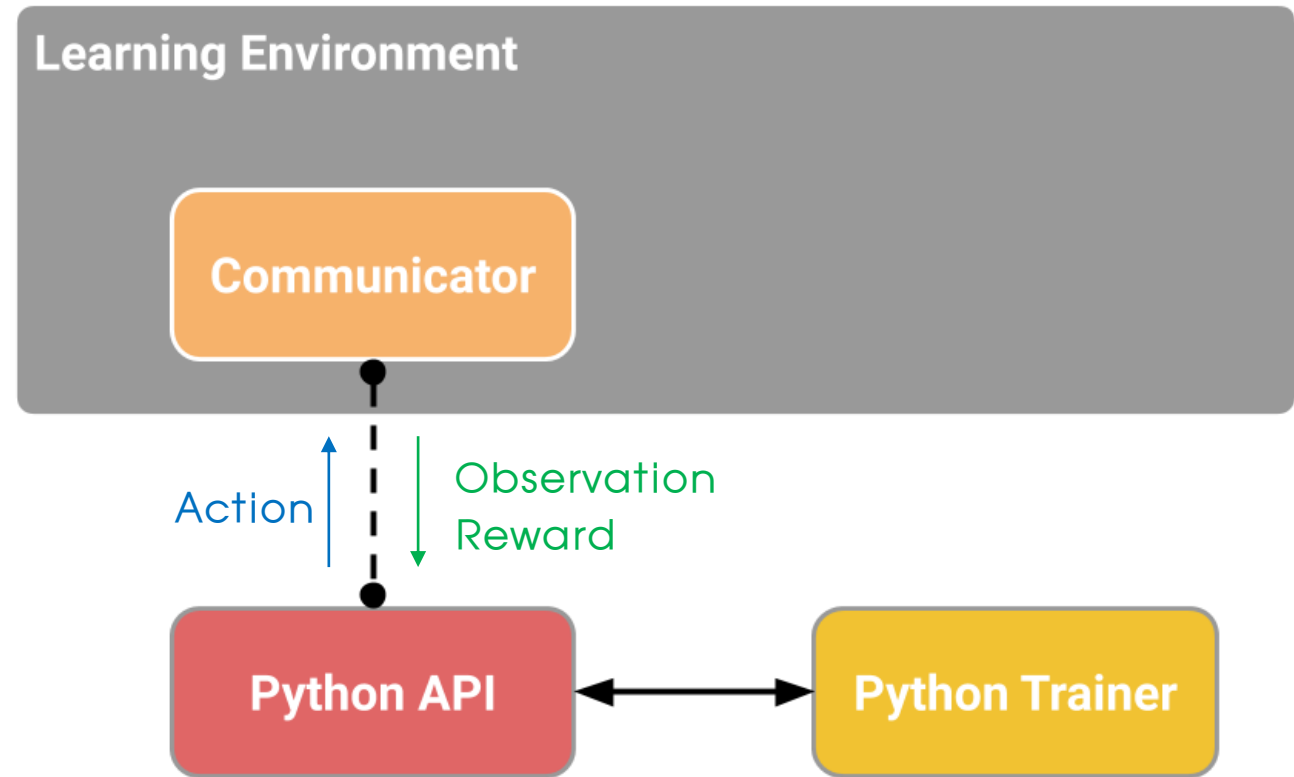 Learning Environment
Communicator
Action
Observation
Reward
Python API
Python Trainer